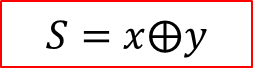 S = x⊕y